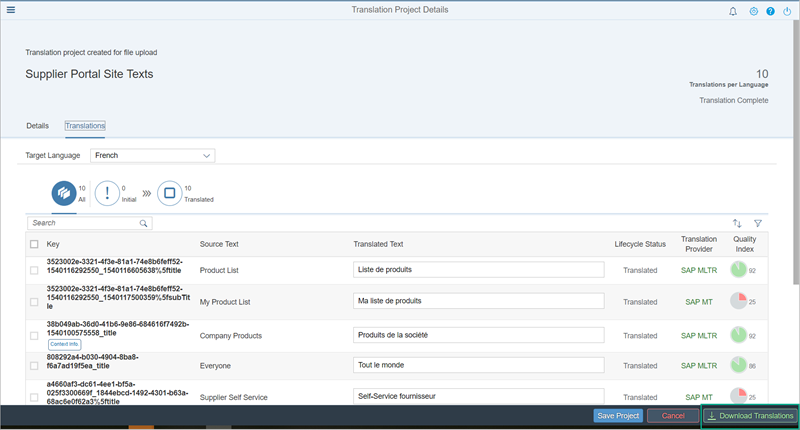 Translation Project Details
Translation project created for file upload
Supplier Portal Site Texts
10
Translations per Language
Translation Complete
Details
Translations
Target Language
French
10
All
0
Initial
10
Translated
Search
Key
Source Text
Translated Text
Lifecycle Status
Translation
Provider
Quality
Index
3523002e-3321-4f3e-81a1-74e8b6feff52-
1540116292550_1540116605638%5ftitle
Product List
Liste de produits
Translated
SAP MLTR
92
3523002e-3321-4f3e-81a1-74e8b6feff52-
1540116292550_1540117500359%5fsubTit
le
My Product List
Ma liste de produits
Translated
SAP MT
25
38b049ab-36d0-41b6-9e86-684616f7492b-
1540100575558_title
Context Info.
Company Products
Produits de la société
Translated
SAP MLTR
92
808292a4-b030-4904-8ba8-
f6a7ad19f5ea_title
Everyone
Tout le monde
Translated
SAP MLTR
86
a4660af3-dc61-4ee1-bf5a-
025f3300669f_1844ebcd-1492-4301-b63a-
68ac6e0f62a3%5ftitle
Supplier Self Service
Self-Service fournisseur
Translated
SAP MT
25
Save Project
Cancel
Download Translations